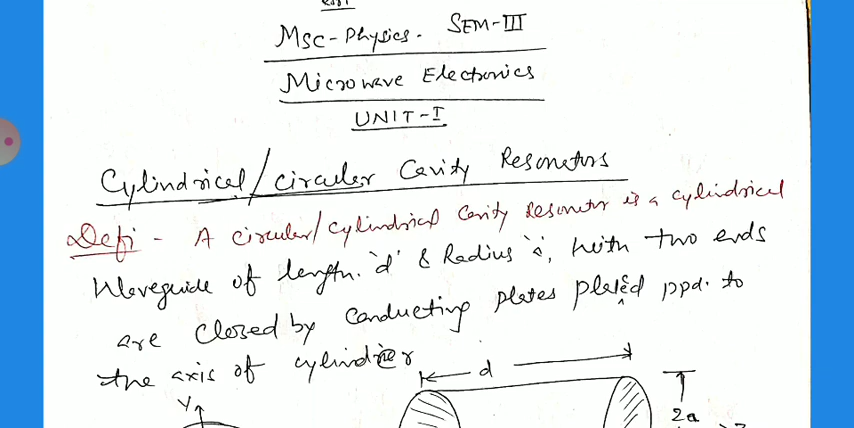 Msc-Physics. SEM-III
Microwave Electronics
UNIT-I
Cylindrical/circular Cavity Resonators
Defi - A circular/cylindrical cavity resonator is a cylindrical
Waveguide of length 'd' & Radius 'a', with two ends
are closed by conducting plates placed ppd. to
the axis of cylinder
d
Y
2a